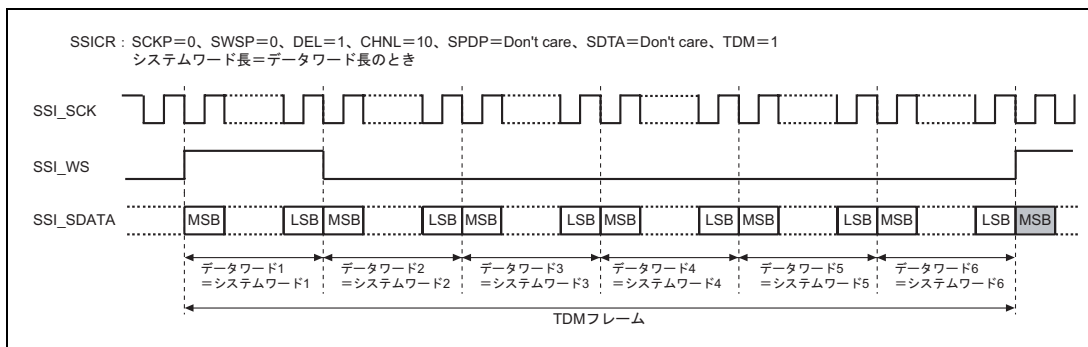 SSICR：SCKP＝0、SWSP＝0、DEL＝1、CHNL＝10、SPDP＝Don't care、SDTA＝Don't care、TDM＝1
システムワード長＝データワード長のとき
SSI_SCK
SSI_WS
SSI_SDATA
MSB LSB MSB LSB MSB LSB MSB LSB MSB LSB MSB LSB MSB
データワード1 データワード2 データワード3 データワード4 データワード5 データワード6
＝システムワード1 ＝システムワード2 ＝システムワード3 ＝システムワード4 ＝システムワード5 ＝システムワード6
TDMフレーム